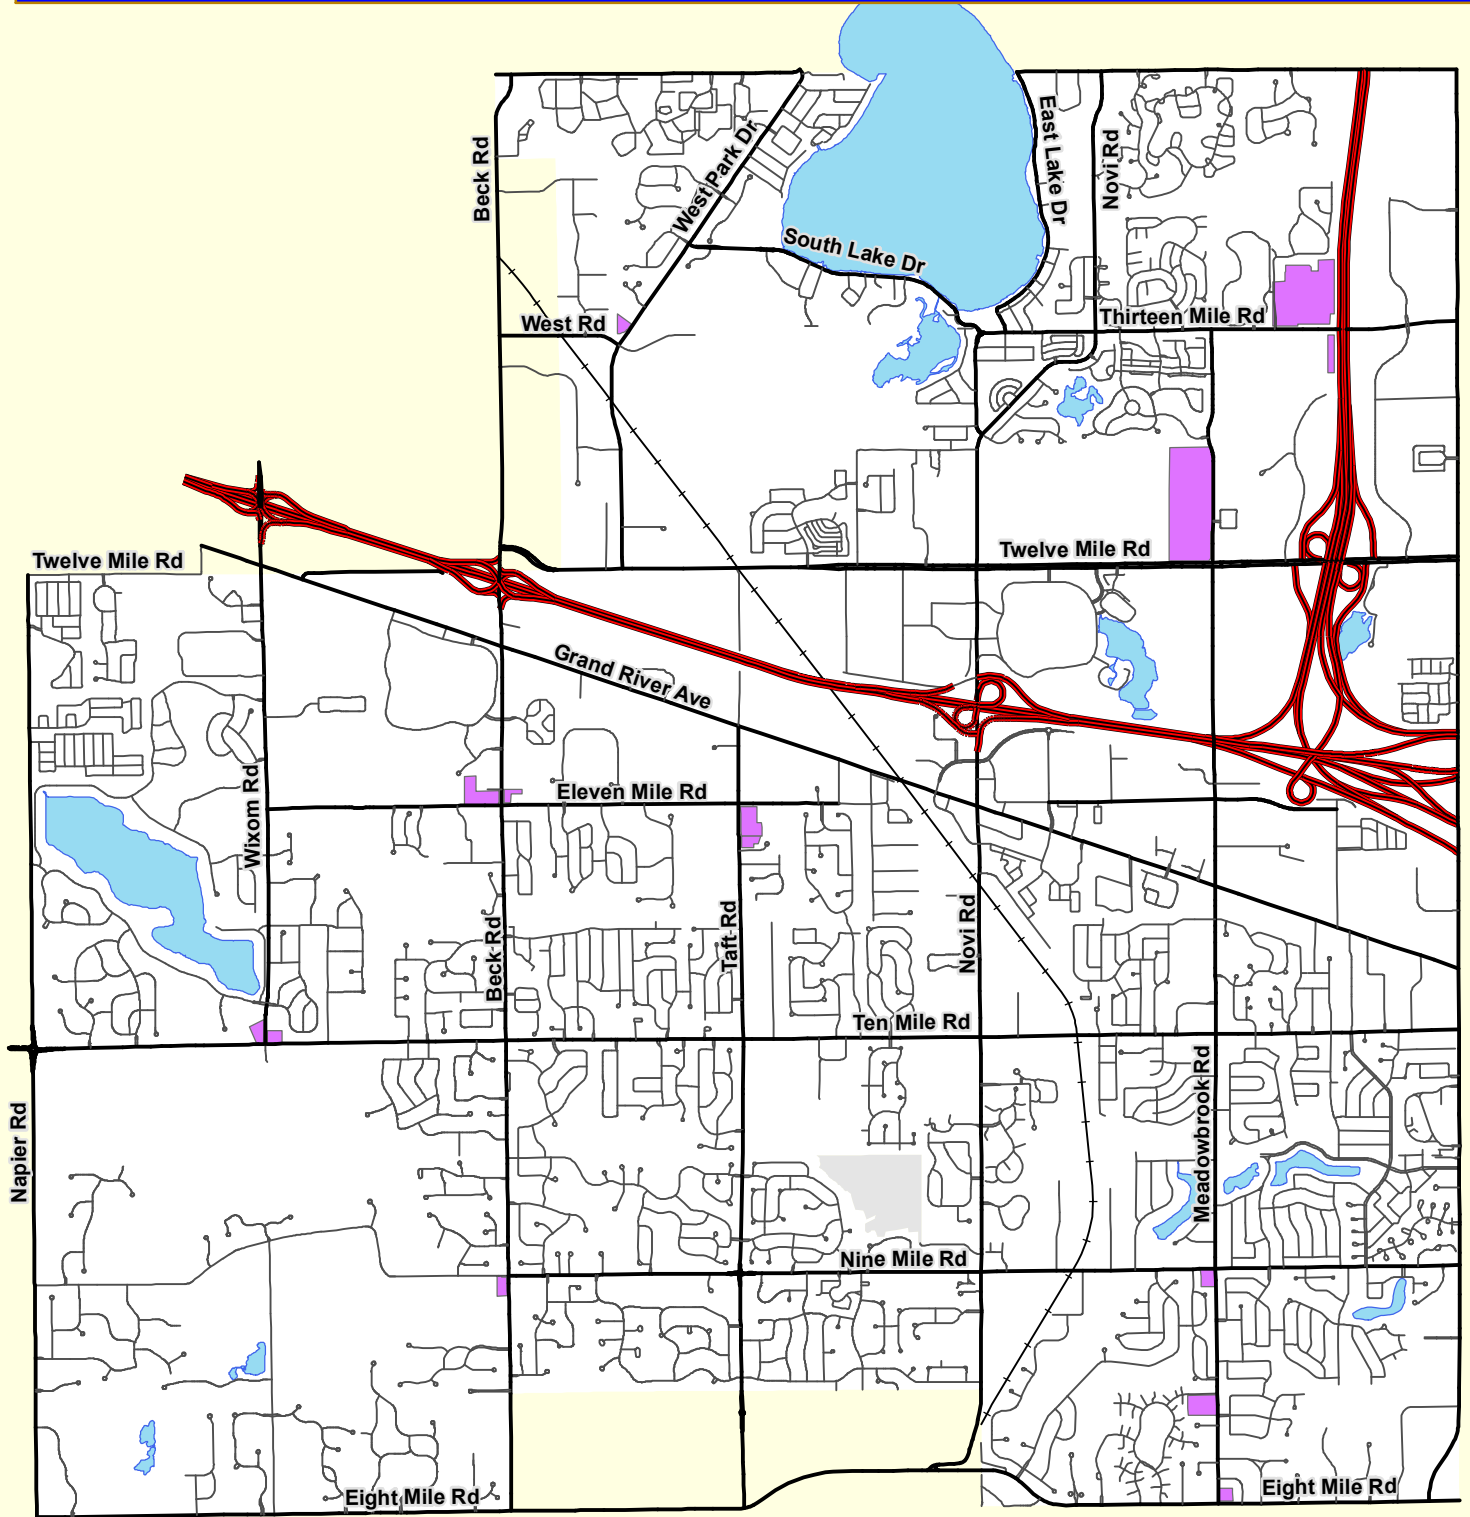 East Lake Dr
Novi Rd
Beck Rd
West Park Dr
South Lake Dr
West Rd
Thirteen Mile Rd
Twelve Mile Rd
Twelve Mile Rd
Grand River Ave
Wixom Rd
Eleven Mile Rd
Beck Rd
Taft Rd
Novi Rd
Ten Mile Rd
Napier Rd
Meadowbrook Rd
Nine Mile Rd
Eight Mile Rd
Eight Mile Rd